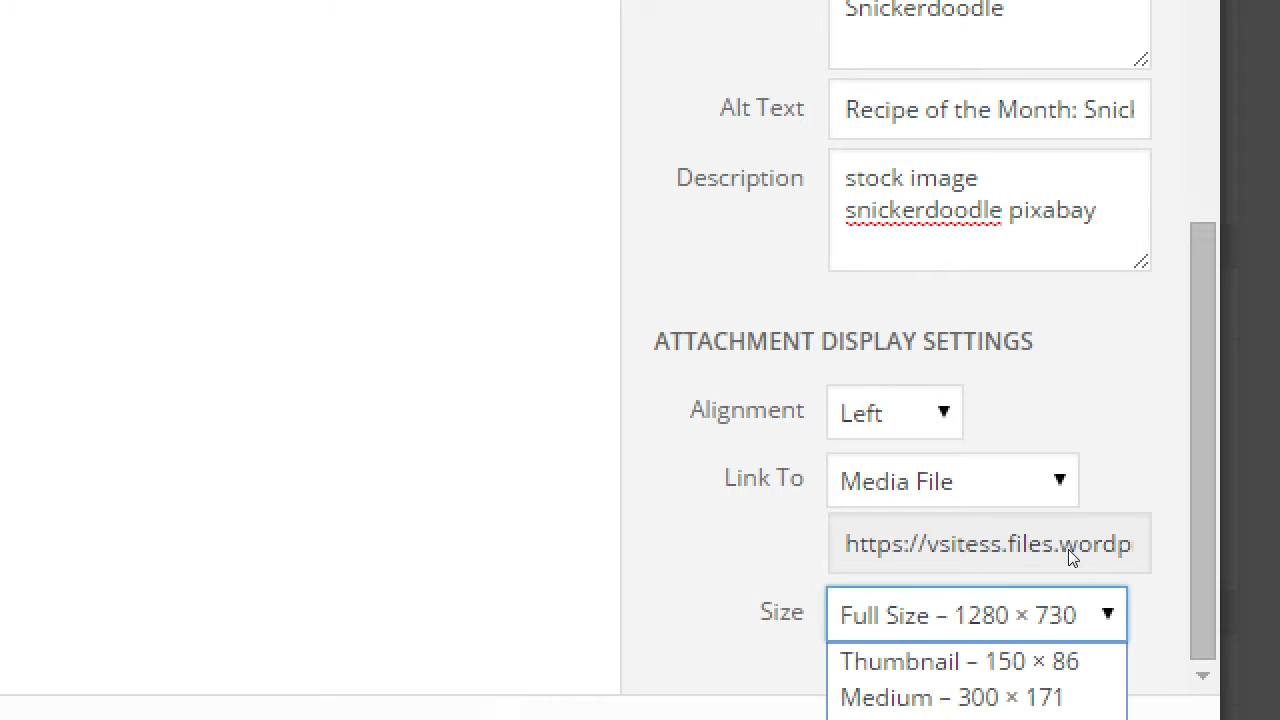 Snickerdoodle
Alt Text Recipe of the Month:
Description stock image
snickerdoodle pixabay
ATTACHMENT DISPLAY SETTINGS
Alignment Left
Link To Media File
https://vsitess.files.wordp
Size Full Size – 1280 × 730
Thumbnail – 150 × 86
Medium – 300 × 171